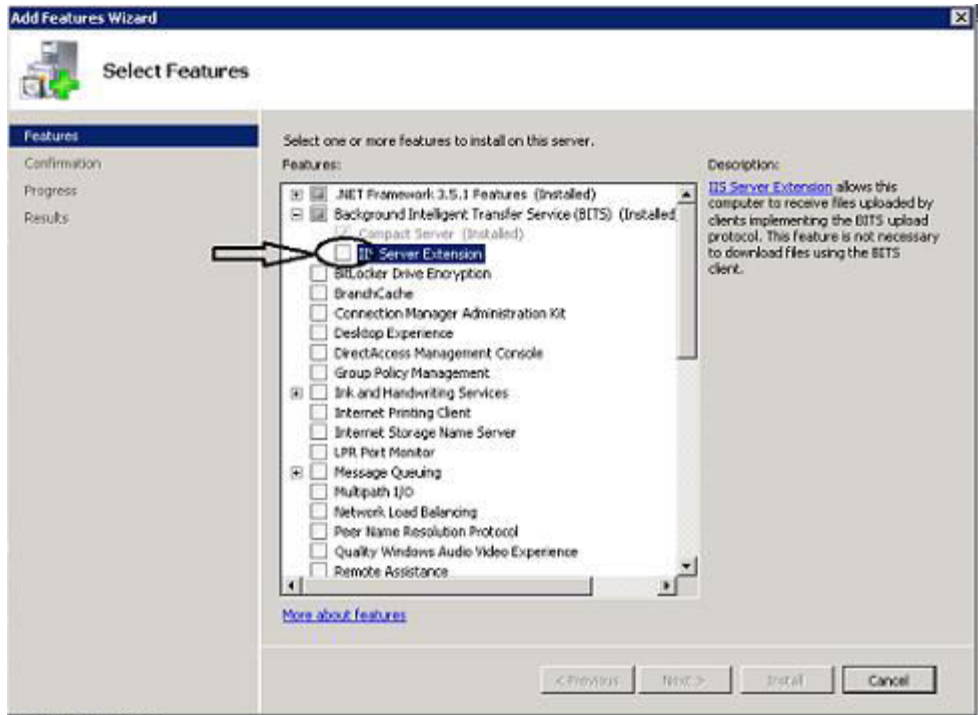 Add Features Wizard
Select Features
Features
Confirmation
Progress
Results
Select one or more features to install on this server.
Features:
.NET Framework 3.5.1 Features (Installed)
Background Intelligent Transfer Service (BITS) (Installed
Compact Server (Installed)
IIS Server Extension
BitLocker Drive Encryption
BranchCache
Connection Manager Administration Kit
Desktop Experience
DirectAccess Management Console
Group Policy Management
Ink and Handwriting Services
Internet Printing Client
Internet Storage Name Server
LPR Port Monitor
Message Queuing
Multipath I/O
Network Load Balancing
Peer Name Resolution Protocol
Quality Windows Audio Video Experience
Remote Assistance
More about features
Description:
IIS Server Extension allows this
computer to receive files uploaded by
clients implementing the BITS upload
protocol. This feature is not necessary
to download files using the BITS
client.
< Previous
Next >
Install
Cancel